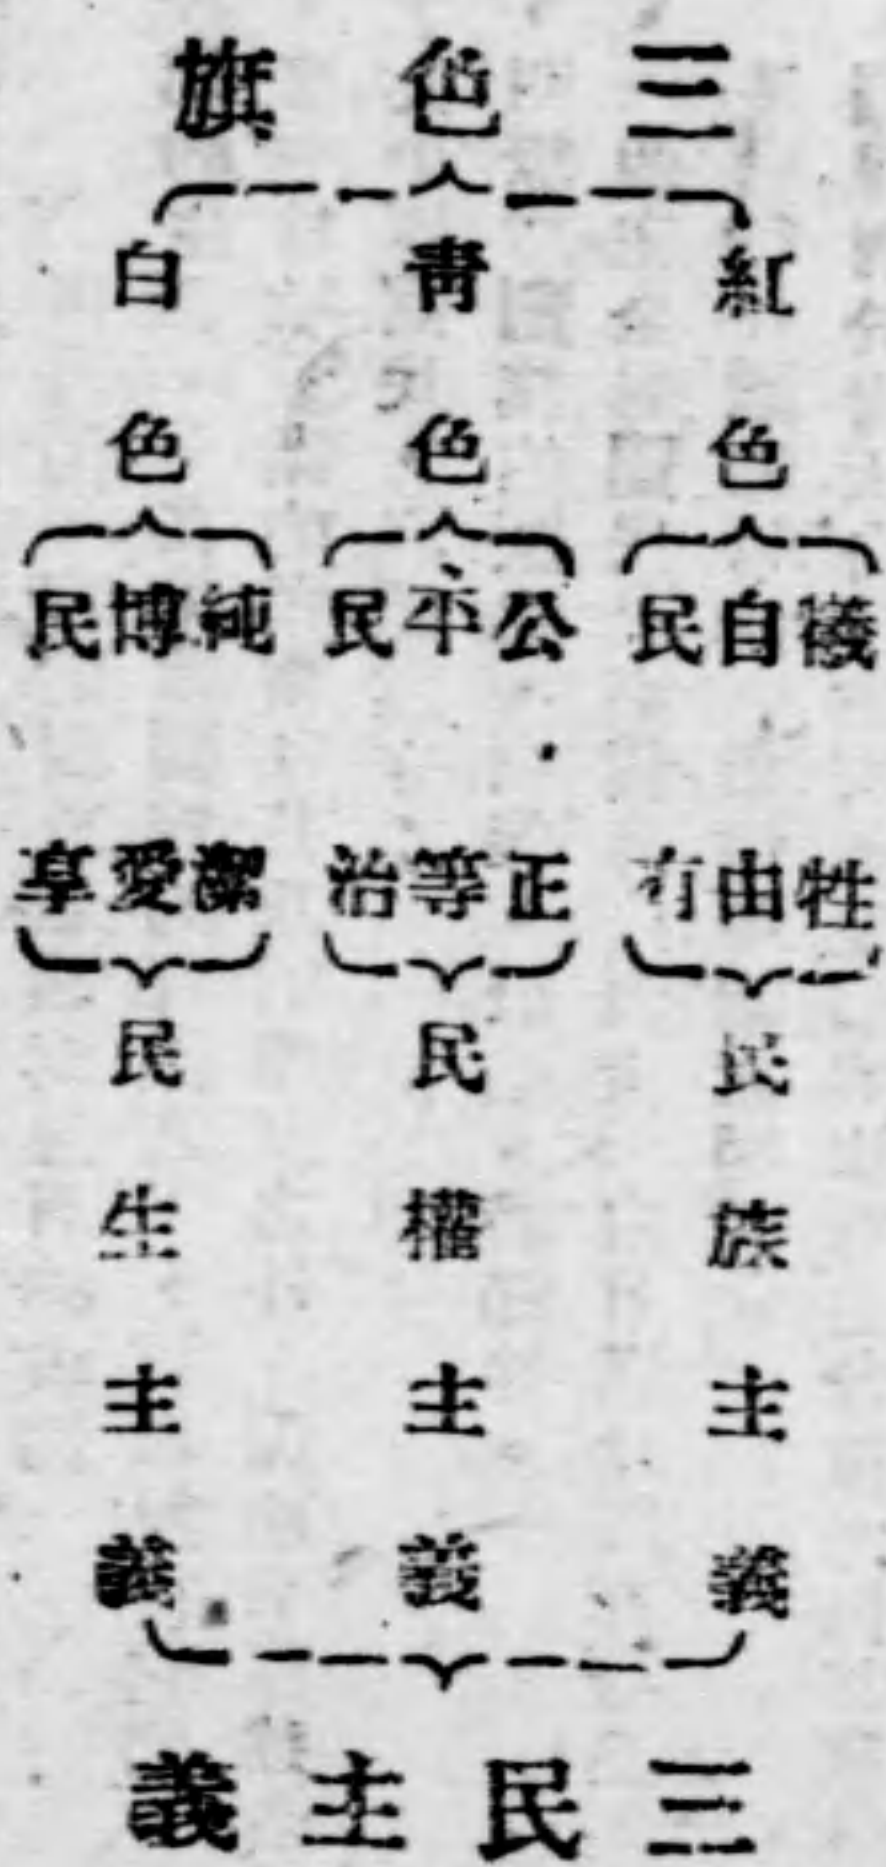 三色旗
紅色
犧牲
自由
民有
民族主義
靑色
公正
平等
民治
民權主義
白色
純潔
博愛
民享
民生主義
三民主義